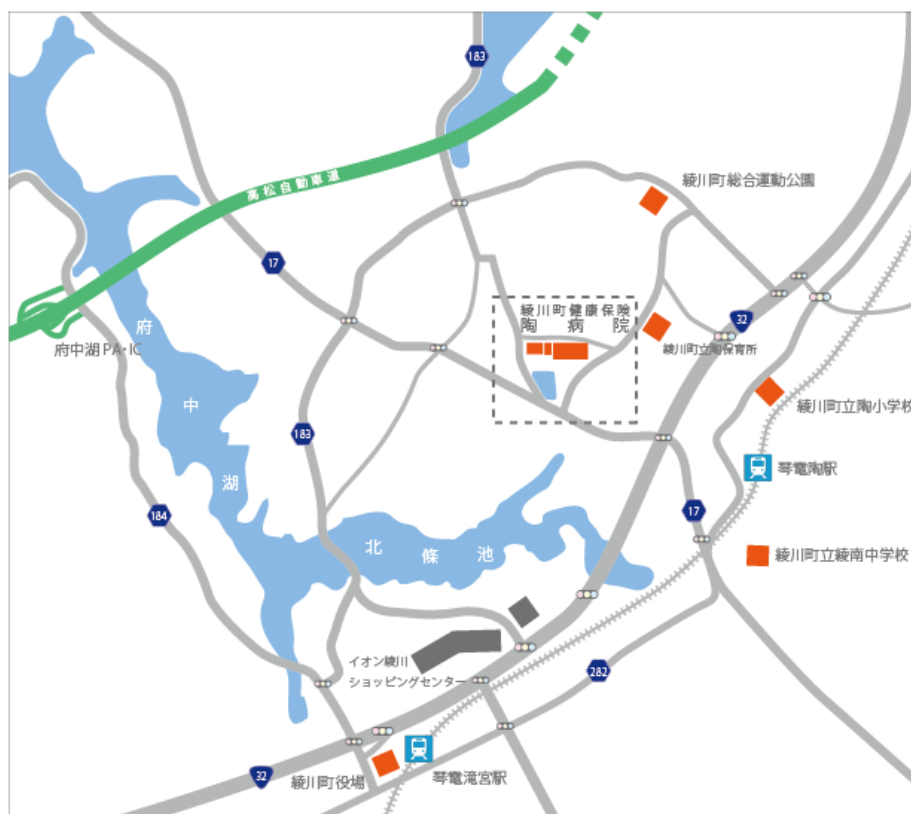 183
183
高松自動車道
綾川町総合運動公園
17
綾川町健康保険
陶病院
32
府中湖PA・IC
綾川町立陶保育所
府中湖
綾川町立陶小学校
183
琴電陶駅
184
17
北條池
綾川町立綾南中学校
イオン綾川
ショッピングセンター
282
32
綾川町役場
琴電滝宮駅